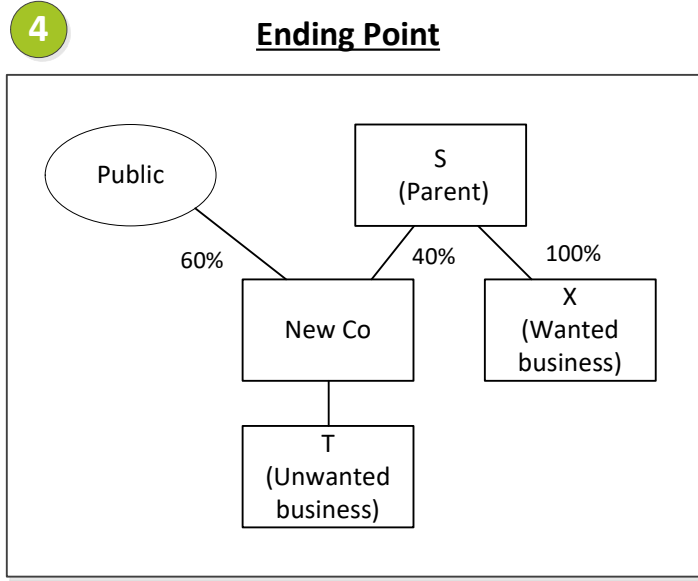 4
Ending Point
Public
S
(Parent)
60%
40%
100%
New Co
X
(Wanted
business)
T
(Unwanted
business)